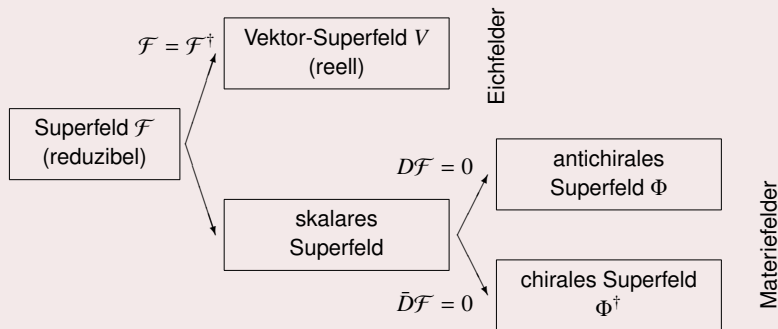 ℱ = ℱ†
Vektor-Superfeld V
(reell)
Eichfelder
Superfeld ℱ
(reduzibel)
Dℱ = 0
antichirales
Superfeld Φ
skalares
Superfeld
D̄ℱ = 0
chirales Superfeld
Φ†
Materiefelder